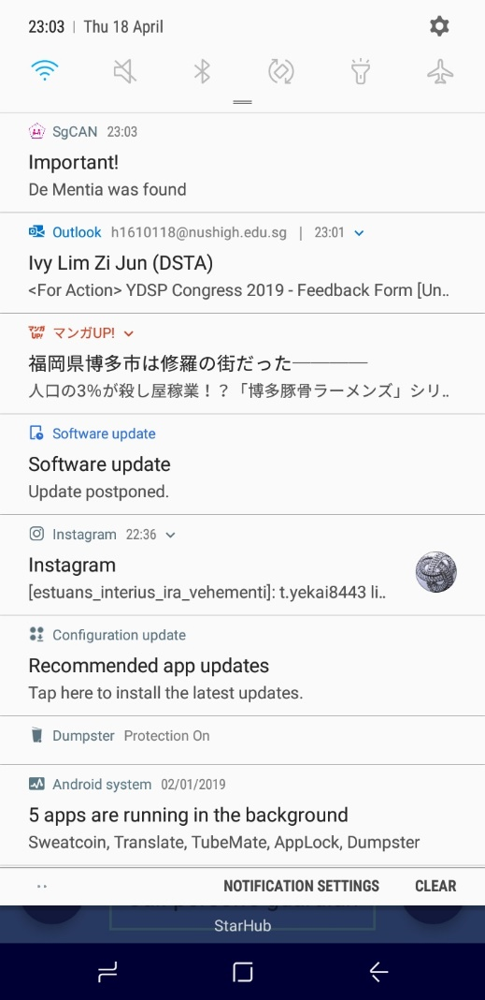 23:03 | Thu 18 April
SgCAN 23:03
Important!
De Mentia was found
Outlook h1610118@nushigh.edu.sg | 23:01
Ivy Lim Zi Jun (DSTA)
<For Action> YDSP Congress 2019 - Feedback Form [Un..
マンガUP!
マンガUP!
福岡県博多市は修羅の街だった————
人口の3%が殺し屋稼業！？「博多豚骨ラーメンズ」シリ..
Software update
Software update
Update postponed.
Instagram 22:36
Instagram
[estuans_interius_ira_vehementi]: t.yekai8443 li..
Configuration update
Recommended app updates
Tap here to install the latest updates.
Dumpster Protection On
Android system 02/01/2019
5 apps are running in the background
Sweatcoin, Translate, TubeMate, AppLock, Dumpster
NOTIFICATION SETTINGS CLEAR
StarHub